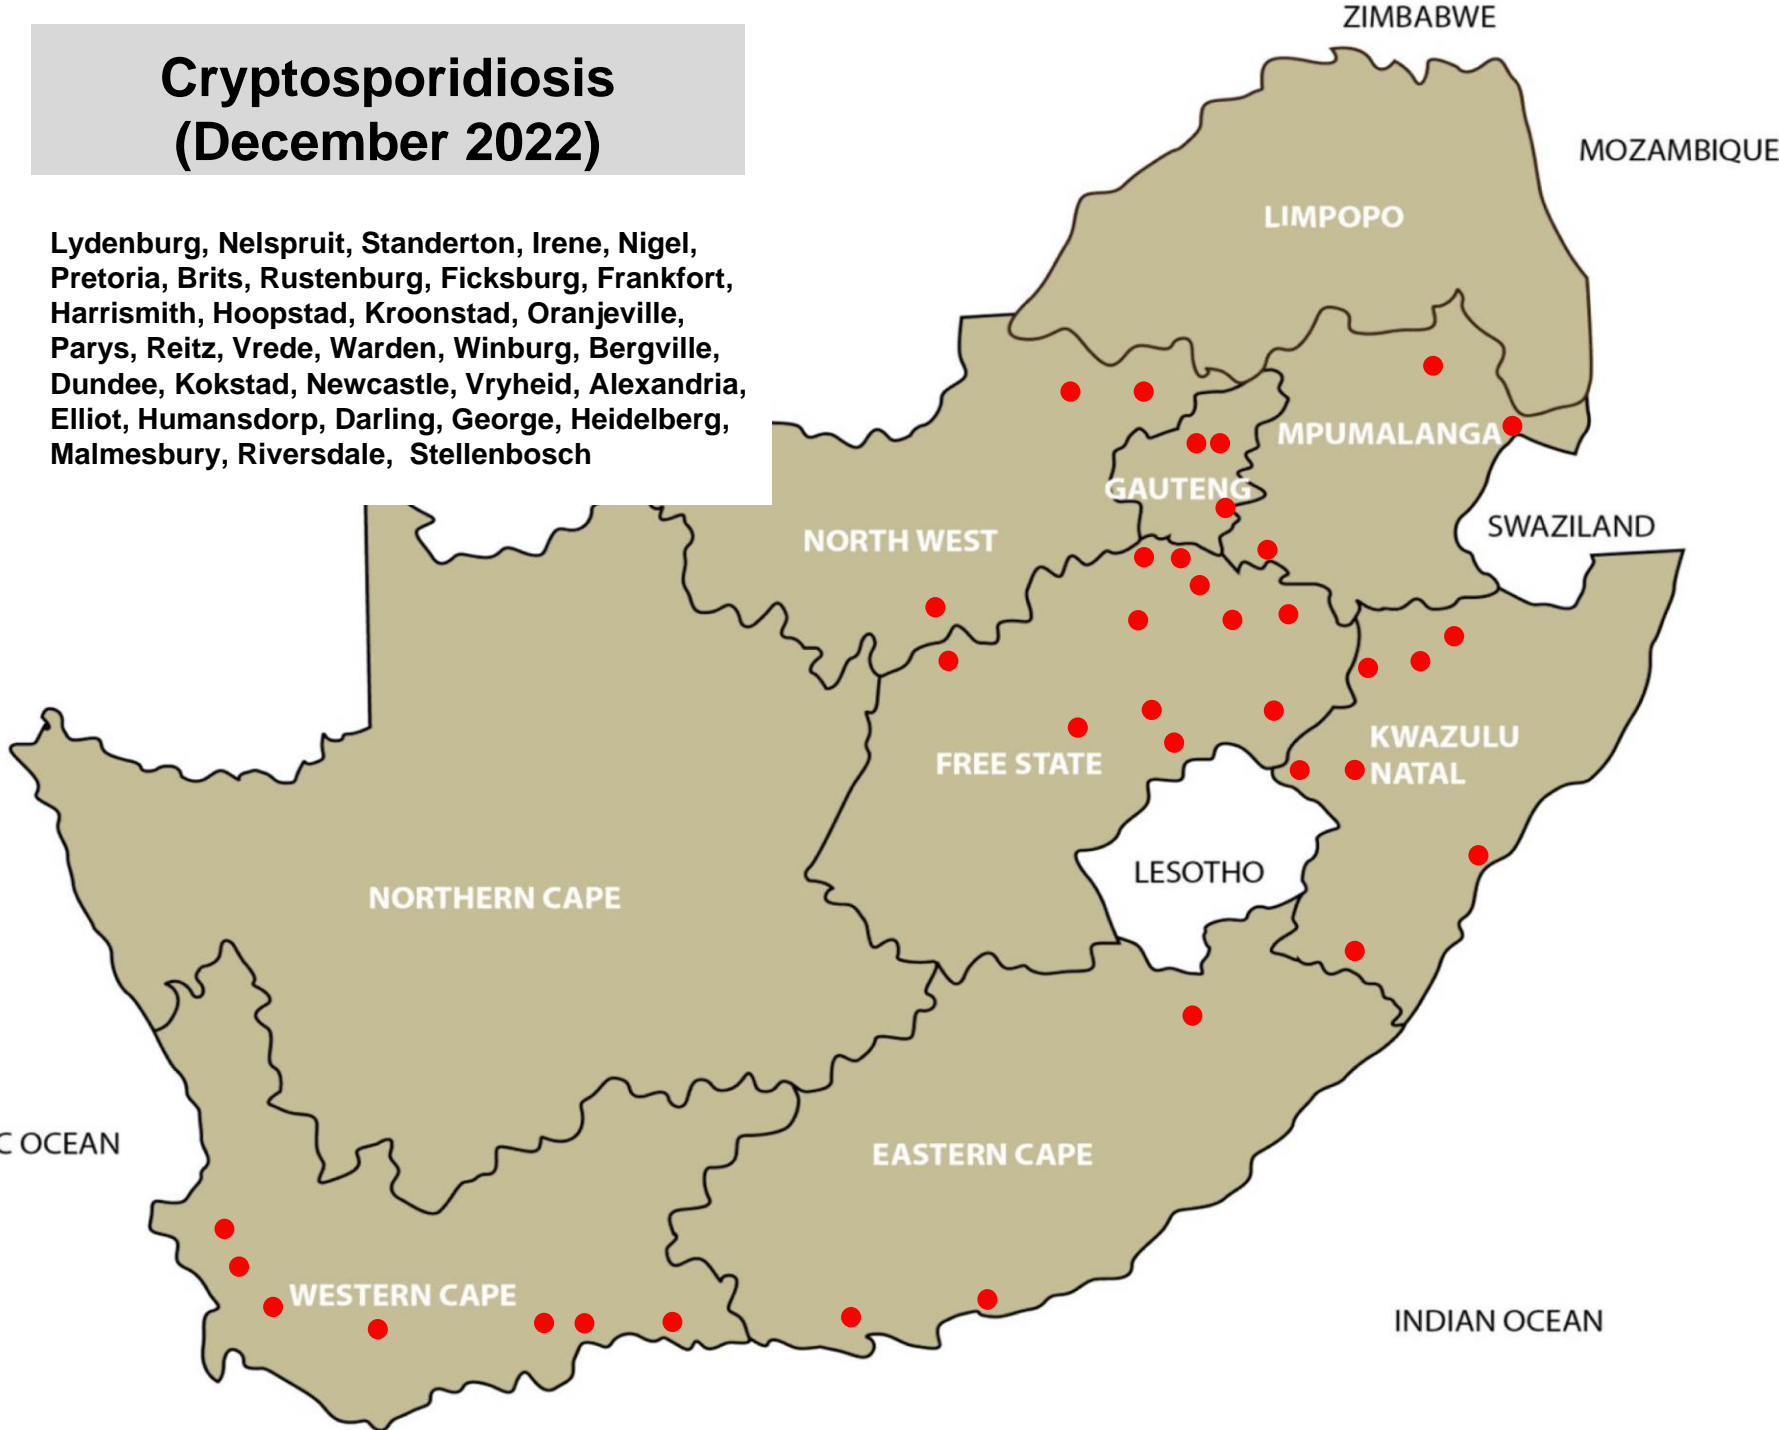 Cryptosporidiosis
(December 2022)
Lydenburg, Nelspruit, Standerton, Irene, Nigel,
Pretoria, Brits, Rustenburg, Ficksburg, Frankfort,
Harrismith, Hoopstad, Kroonstad, Oranjeville,
Parys, Reitz, Vrede, Warden, Winburg, Bergville,
Dundee, Kokstad, Newcastle, Vryheid, Alexandria,
Elliot, Humansdorp, Darling, George, Heidelberg,
Malmesbury, Riversdale, Stellenbosch
ZIMBABWE
MOZAMBIQUE
LIMPOPO
MPUMALANGA
GAUTENG
SWAZILAND
NORTH WEST
KWAZULU
NATAL
FREE STATE
LESOTHO
NORTHERN CAPE
C OCEAN
EASTERN CAPE
WESTERN CAPE
INDIAN OCEAN